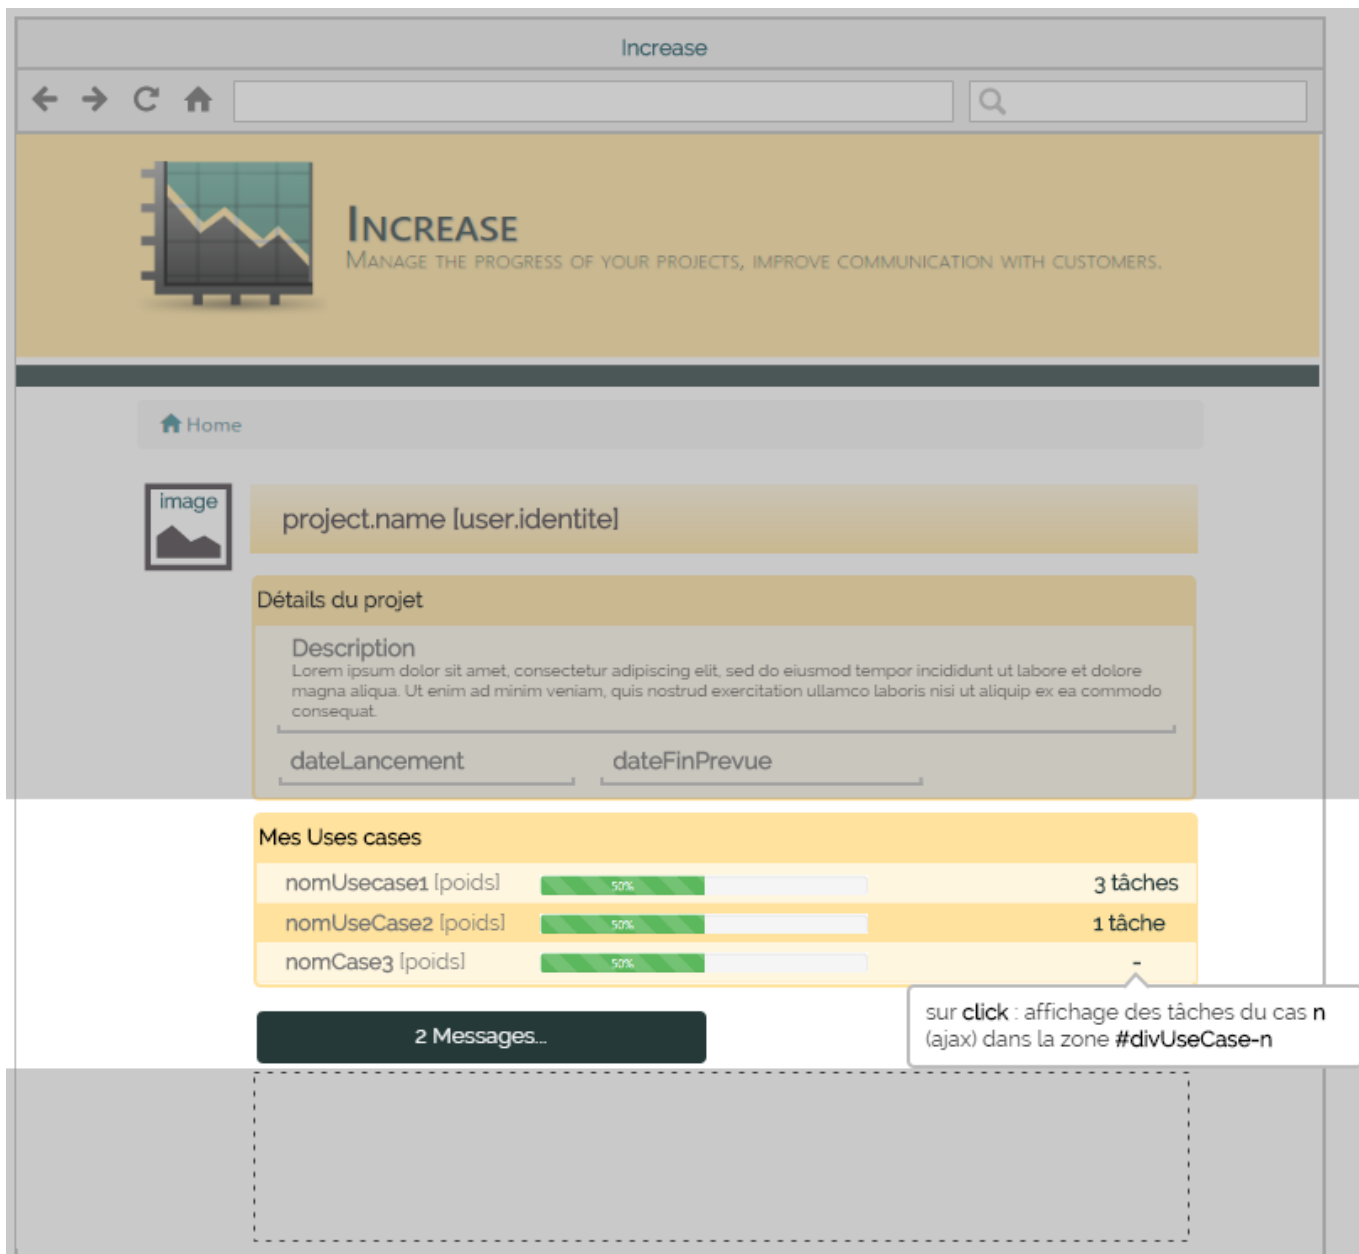 Increase
INCREASE
MANAGE THE PROGRESS OF YOUR PROJECTS, IMPROVE COMMUNICATION WITH CUSTOMERS.
Home
image
project.name [user.identite]
Détails du projet
Description
Lorem ipsum dolor sit amet, consectetur adipiscing elit, sed do eiusmod tempor incididunt ut labore et dolore
magna aliqua. Ut enim ad minim veniam, quis nostrud exercitation ullamco laboris nisi ut aliquip ex ea commodo
consequat.
dateLancement dateFinPrevue
Mes Uses cases
nomUsecase1 [poids] 50% 3 tâches
nomUseCase2 [poids] 50% 1 tâche
nomCase3 [poids] 50% -
sur click : affichage des tâches du cas n
(ajax) dans la zone #divUseCase-n
2 Messages...